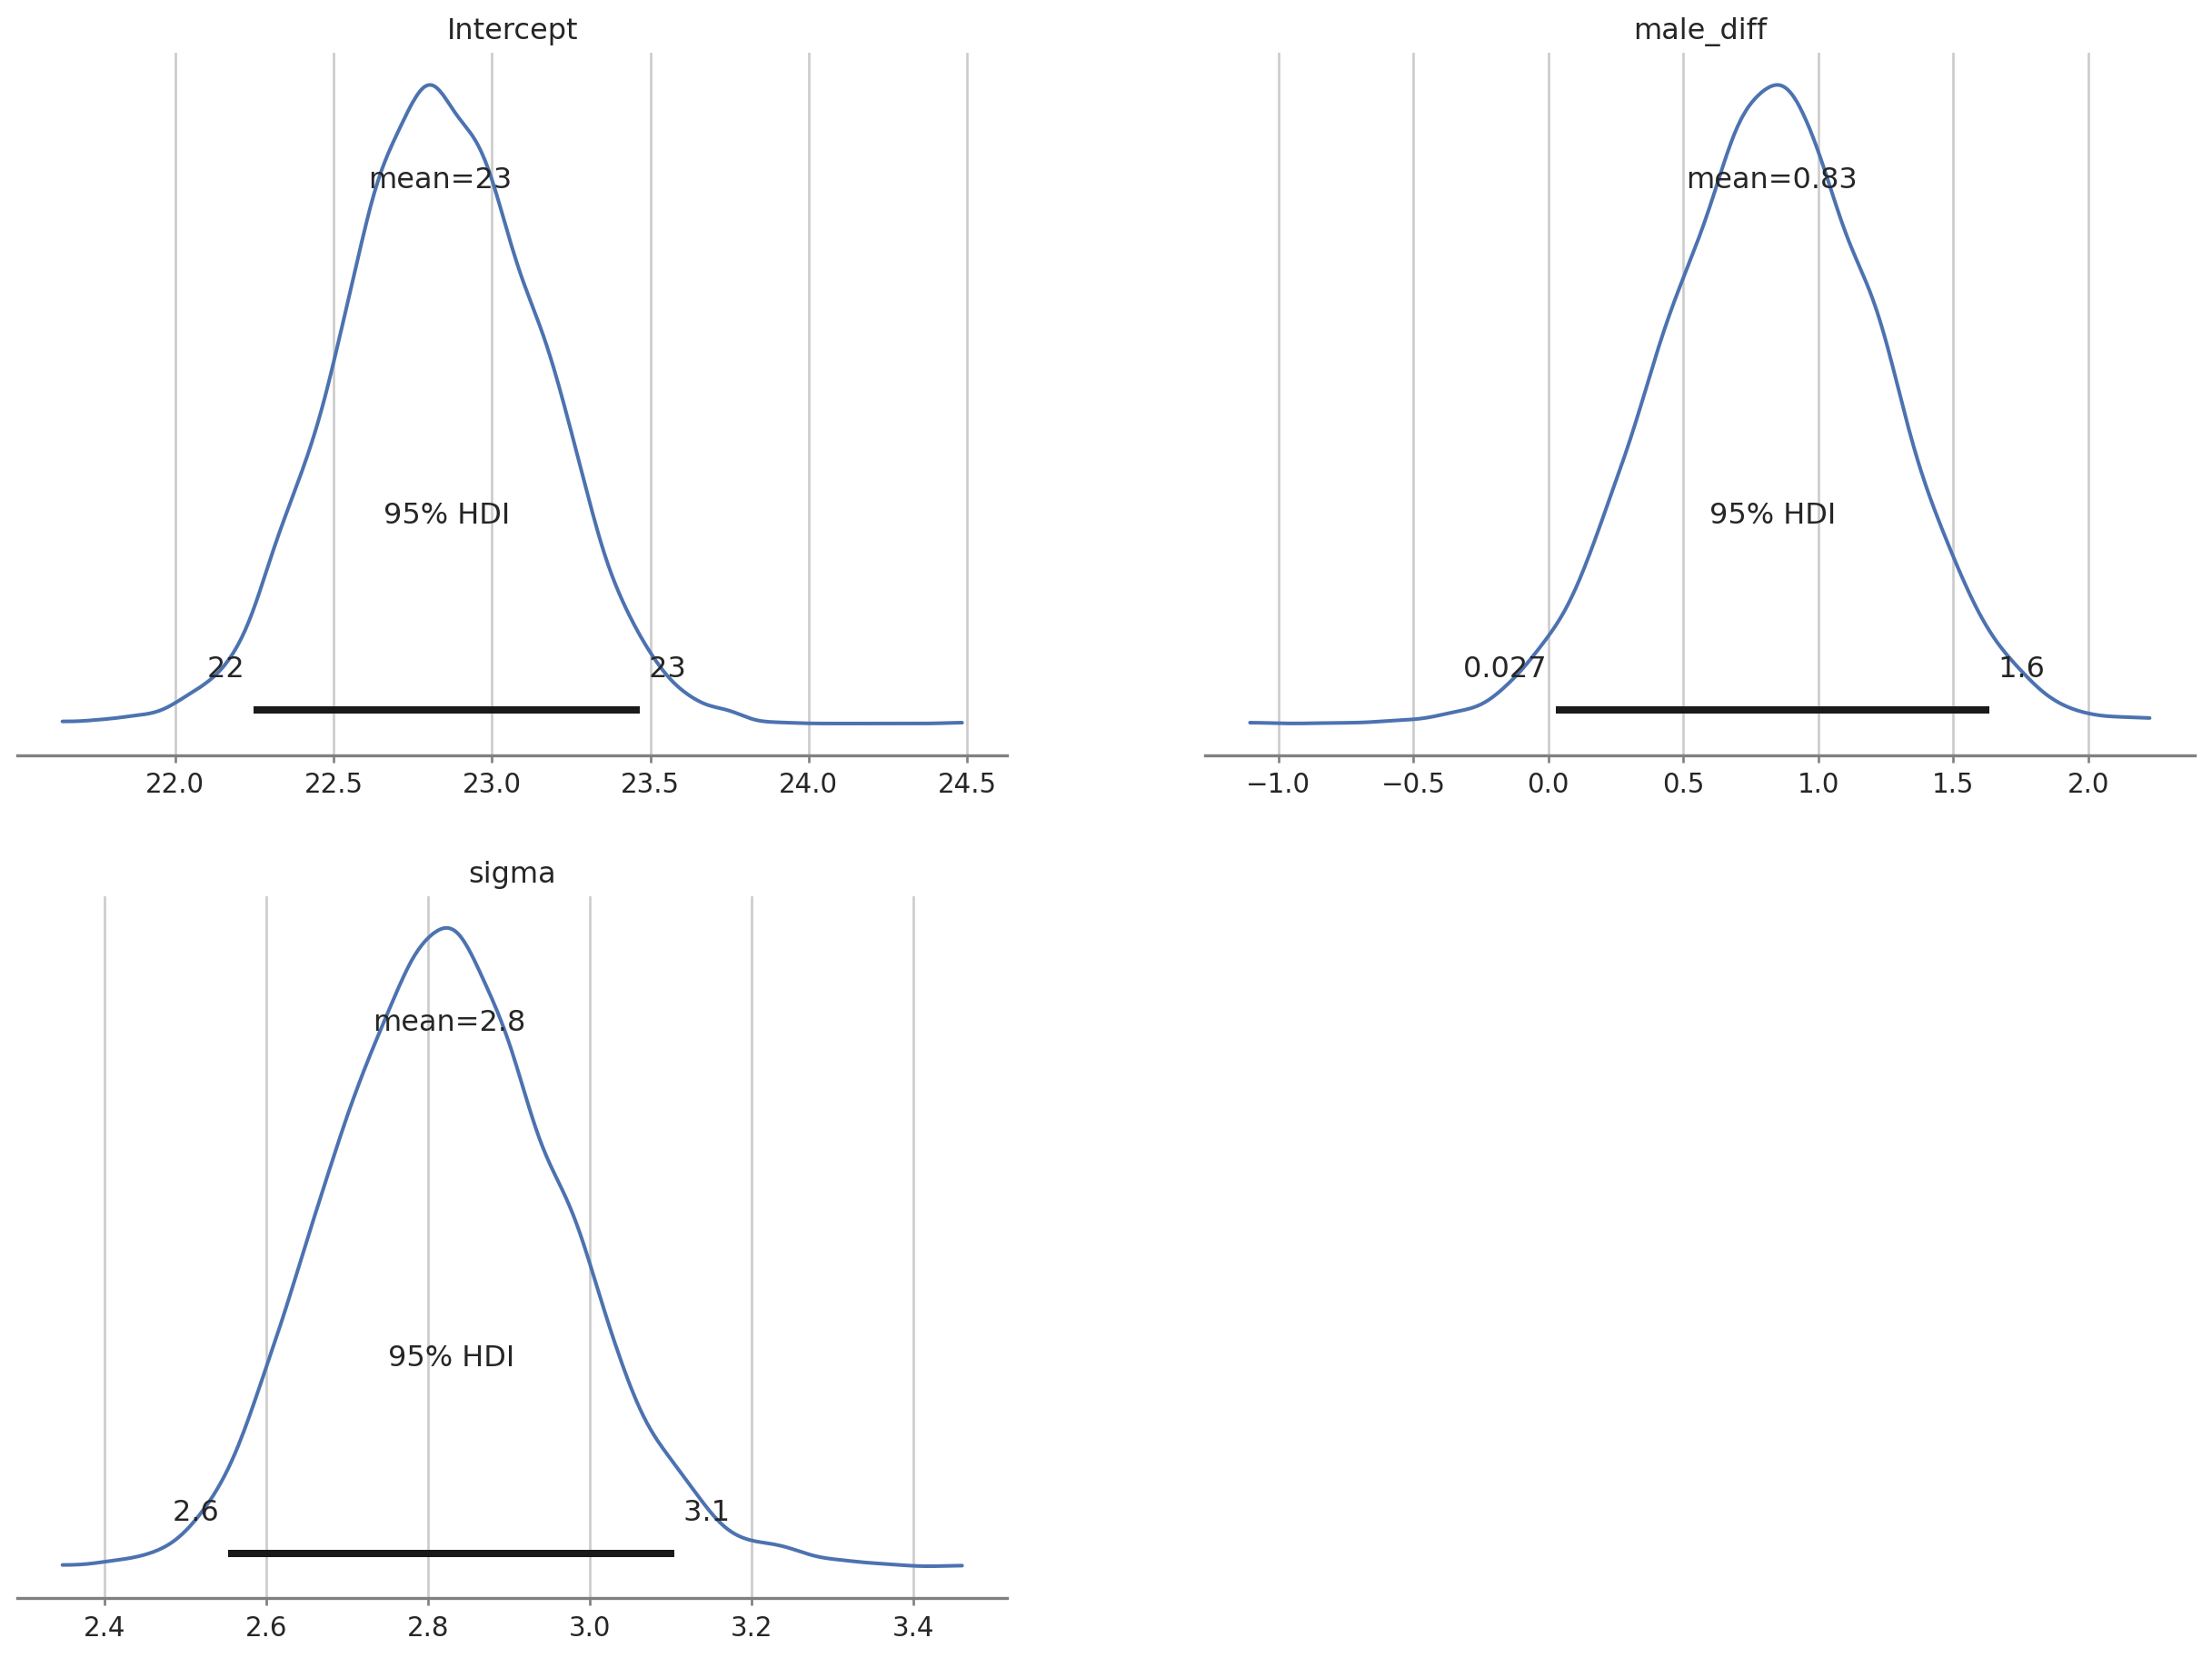 Intercept
mean=23
95% HDI
22
23
22.0 22.5 23.0 23.5 24.0 24.5
male_diff
mean=0.83
95% HDI
0.027
1.6
−1.0 −0.5 0.0 0.5 1.0 1.5 2.0
sigma
mean=2.8
95% HDI
2.6
3.1
2.4 2.6 2.8 3.0 3.2 3.4